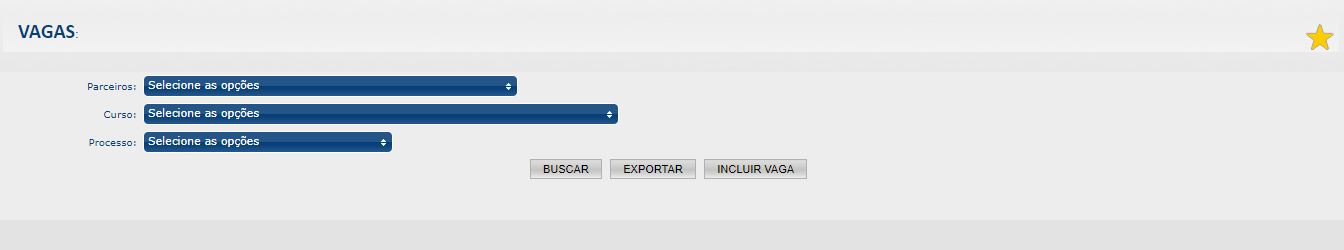 VAGAS:
Parceiros: Selecione as opções
Curso: Selecione as opções
Processo: Selecione as opções
BUSCAR EXPORTAR INCLUIR VAGA